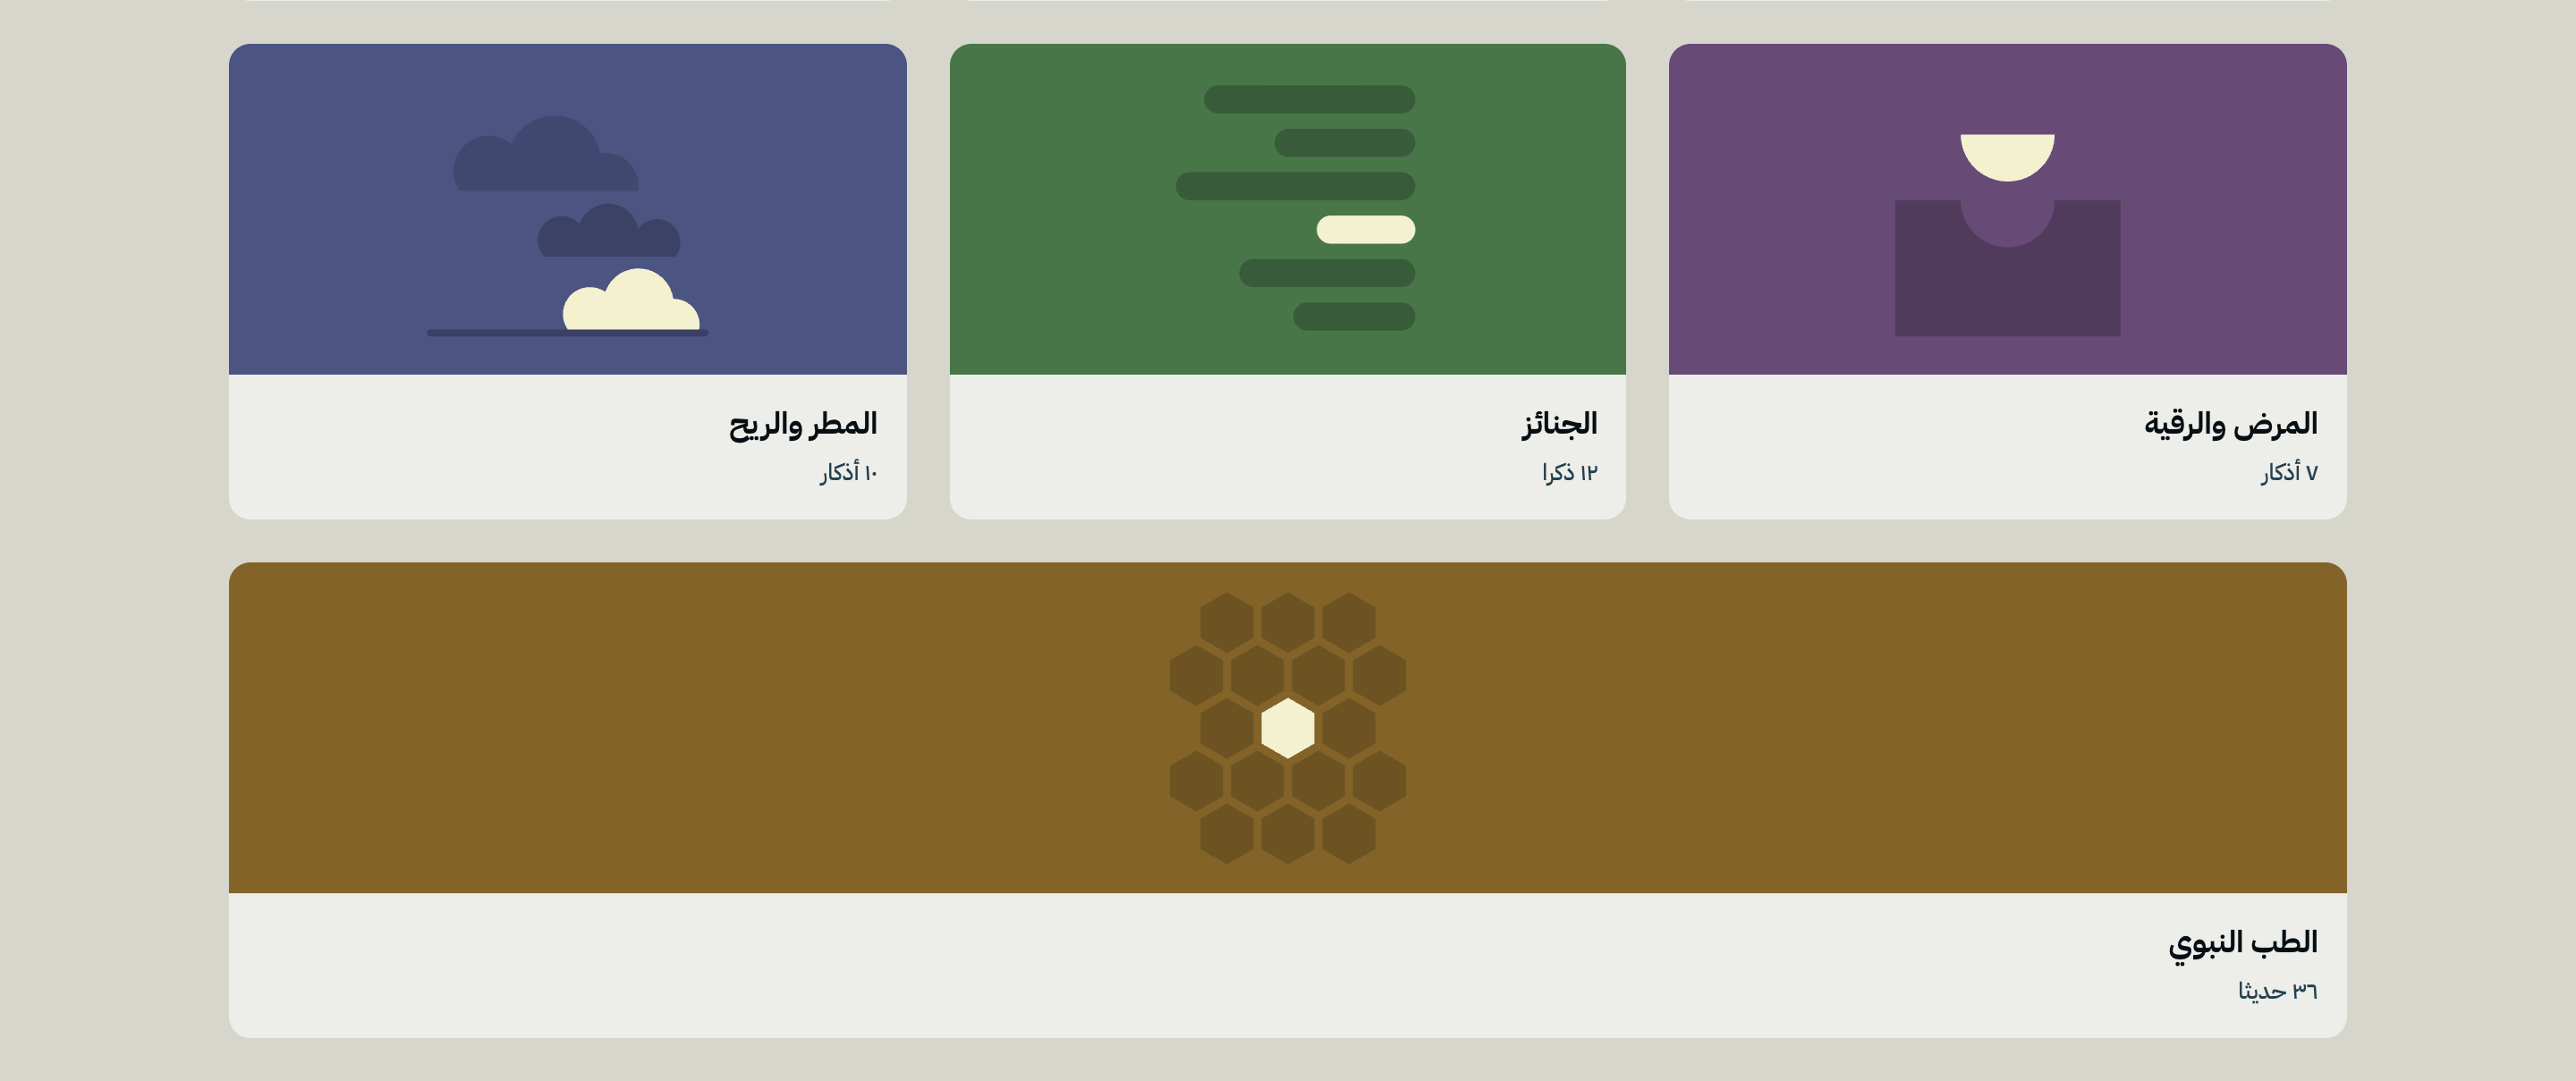 المرض والرقية
٧ أذكار
الجنائز
١٢ ذكرا
المطر والريح
١٠ أذكار
الطب النبوي
٣٦ حديثا